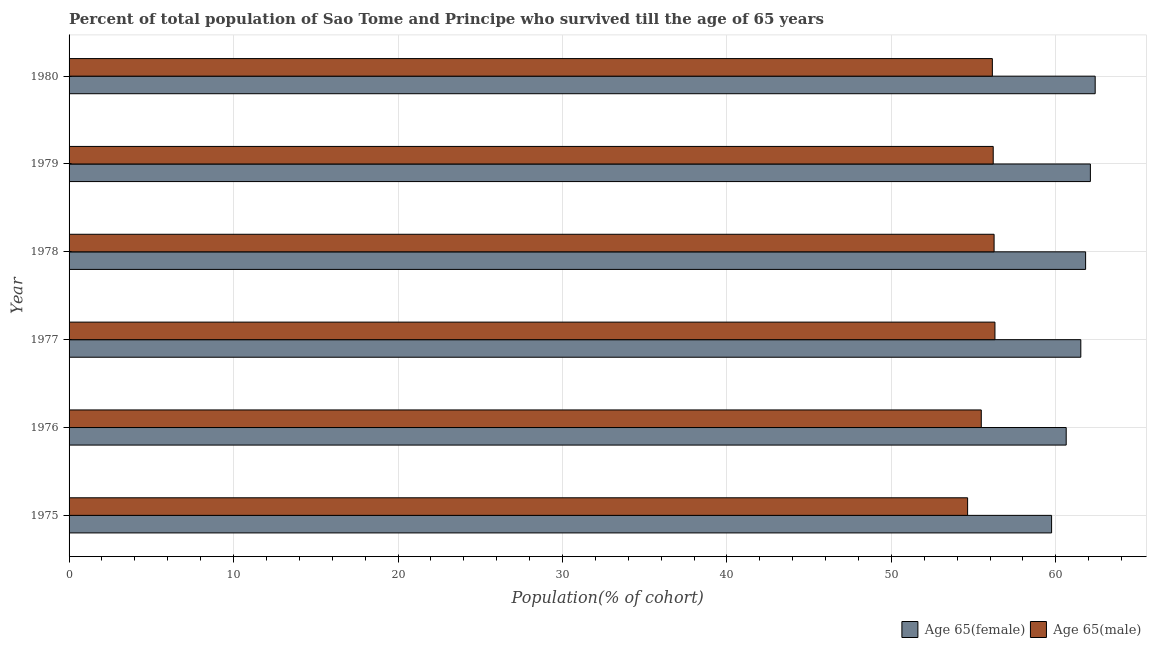 Percent of total population of Sao Tome and Principe who survived till the age of 65 years
1980
1979
1978
1977
1976
1975
Year
0
10
20
30
40
50
60
Population(% of cohort)
Age 65(female)
Age 65(male)